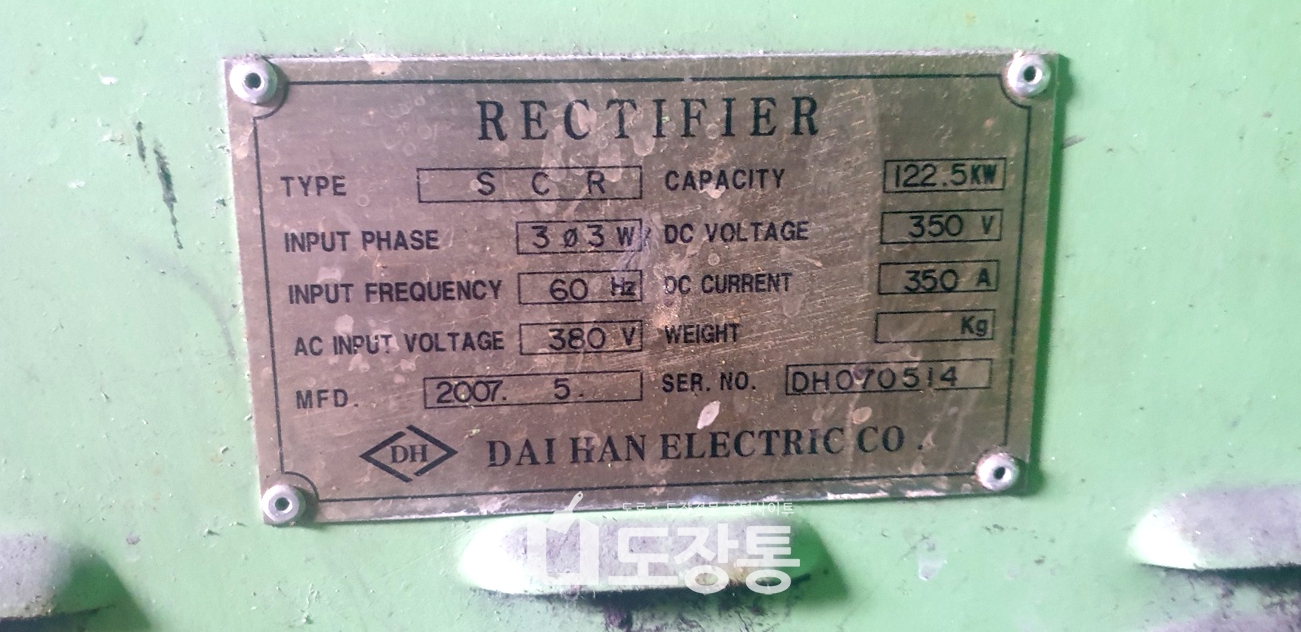 RECTIFIER
TYPE S C R CAPACITY 122.5KW
INPUT PHASE 3 ø 3 W DC VOLTAGE 350 V
INPUT FREQUENCY 60 Hz DC CURRENT 350 A
AC INPUT VOLTAGE 380 V WEIGHT Kg
MFD. 2007. 5. SER. NO. DH070514
DH DAI HAN ELECTRIC CO.
도장통